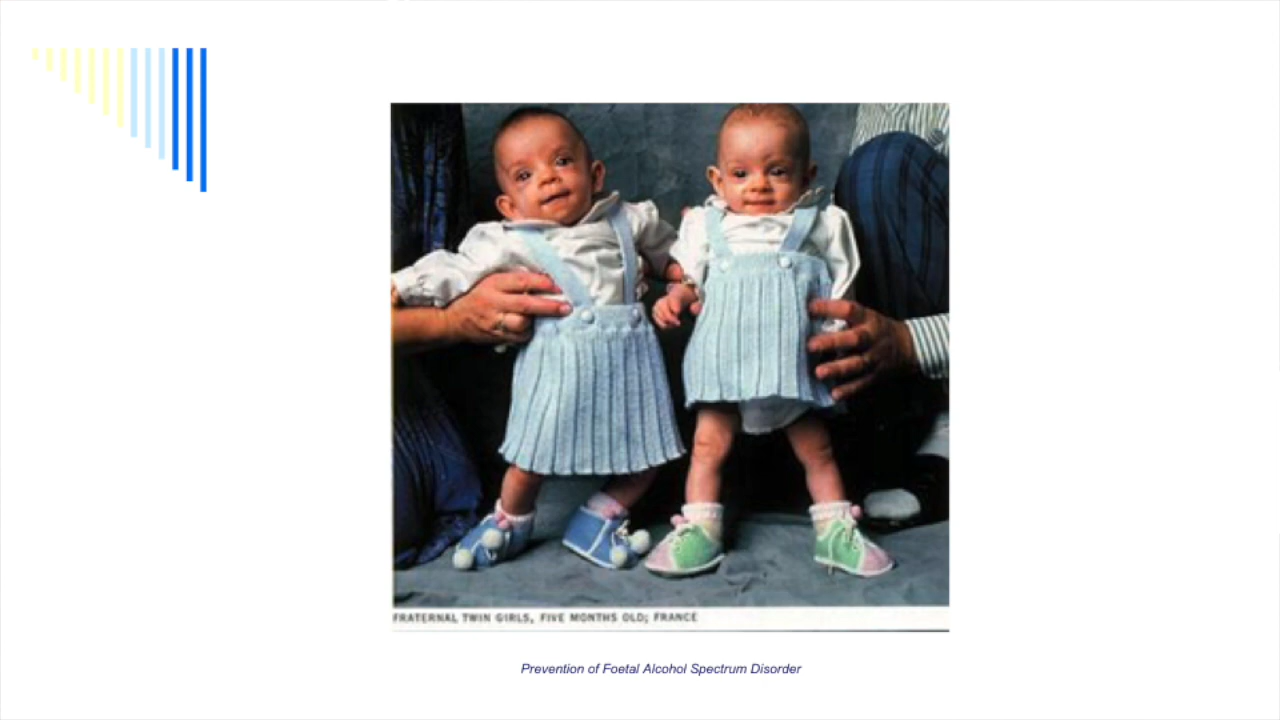 FRATERNAL TWIN GIRLS, FIVE MONTHS OLD; FRANCE
Prevention of Foetal Alcohol Spectrum Disorder